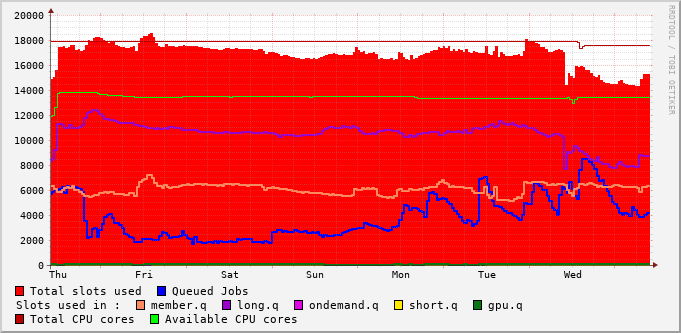 20000
18000
16000
14000
12000
10000
8000
6000
4000
2000
0
Thu Fri Sat Sun Mon Tue Wed
RRDTOOL / TOBI OETIKER
Total slots used Queued Jobs
Slots used in : member.q long.q ondemand.q short.q gpu.q
Total CPU cores Available CPU cores